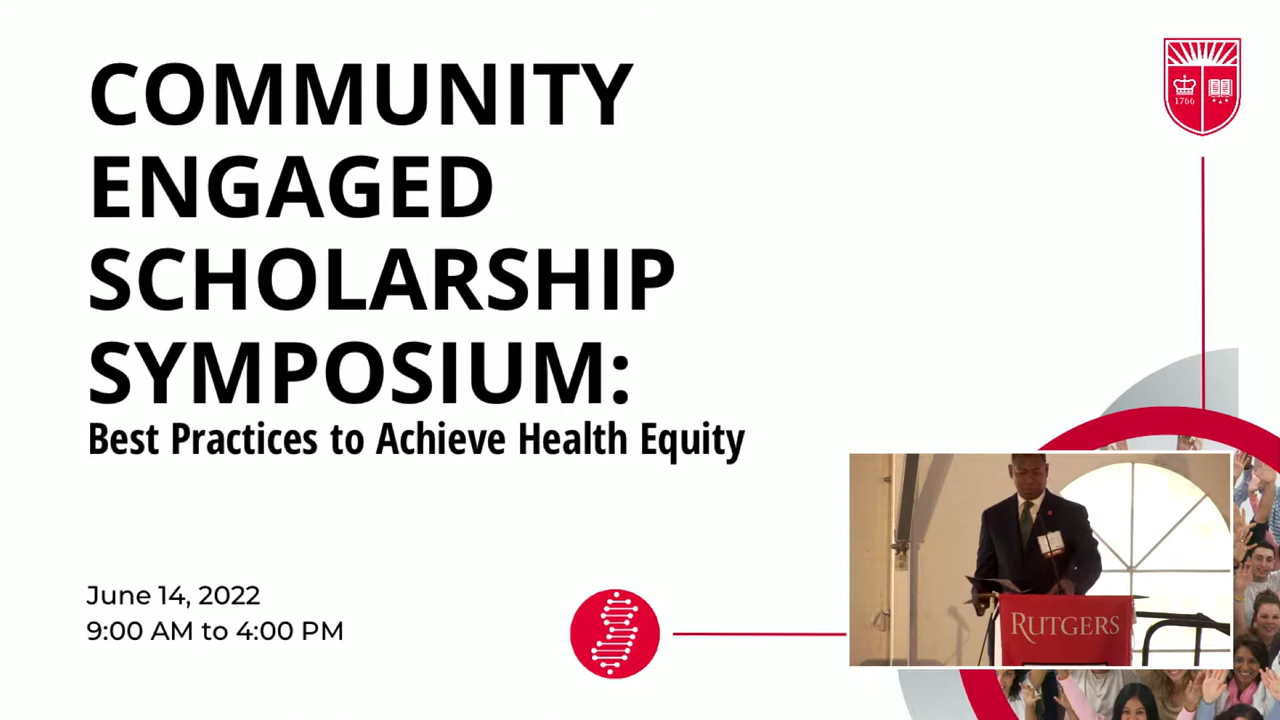 COMMUNITY
ENGAGED
SCHOLARSHIP
SYMPOSIUM:
Best Practices to Achieve Health Equity
June 14, 2022
9:00 AM to 4:00 PM
1766
RUTGERS